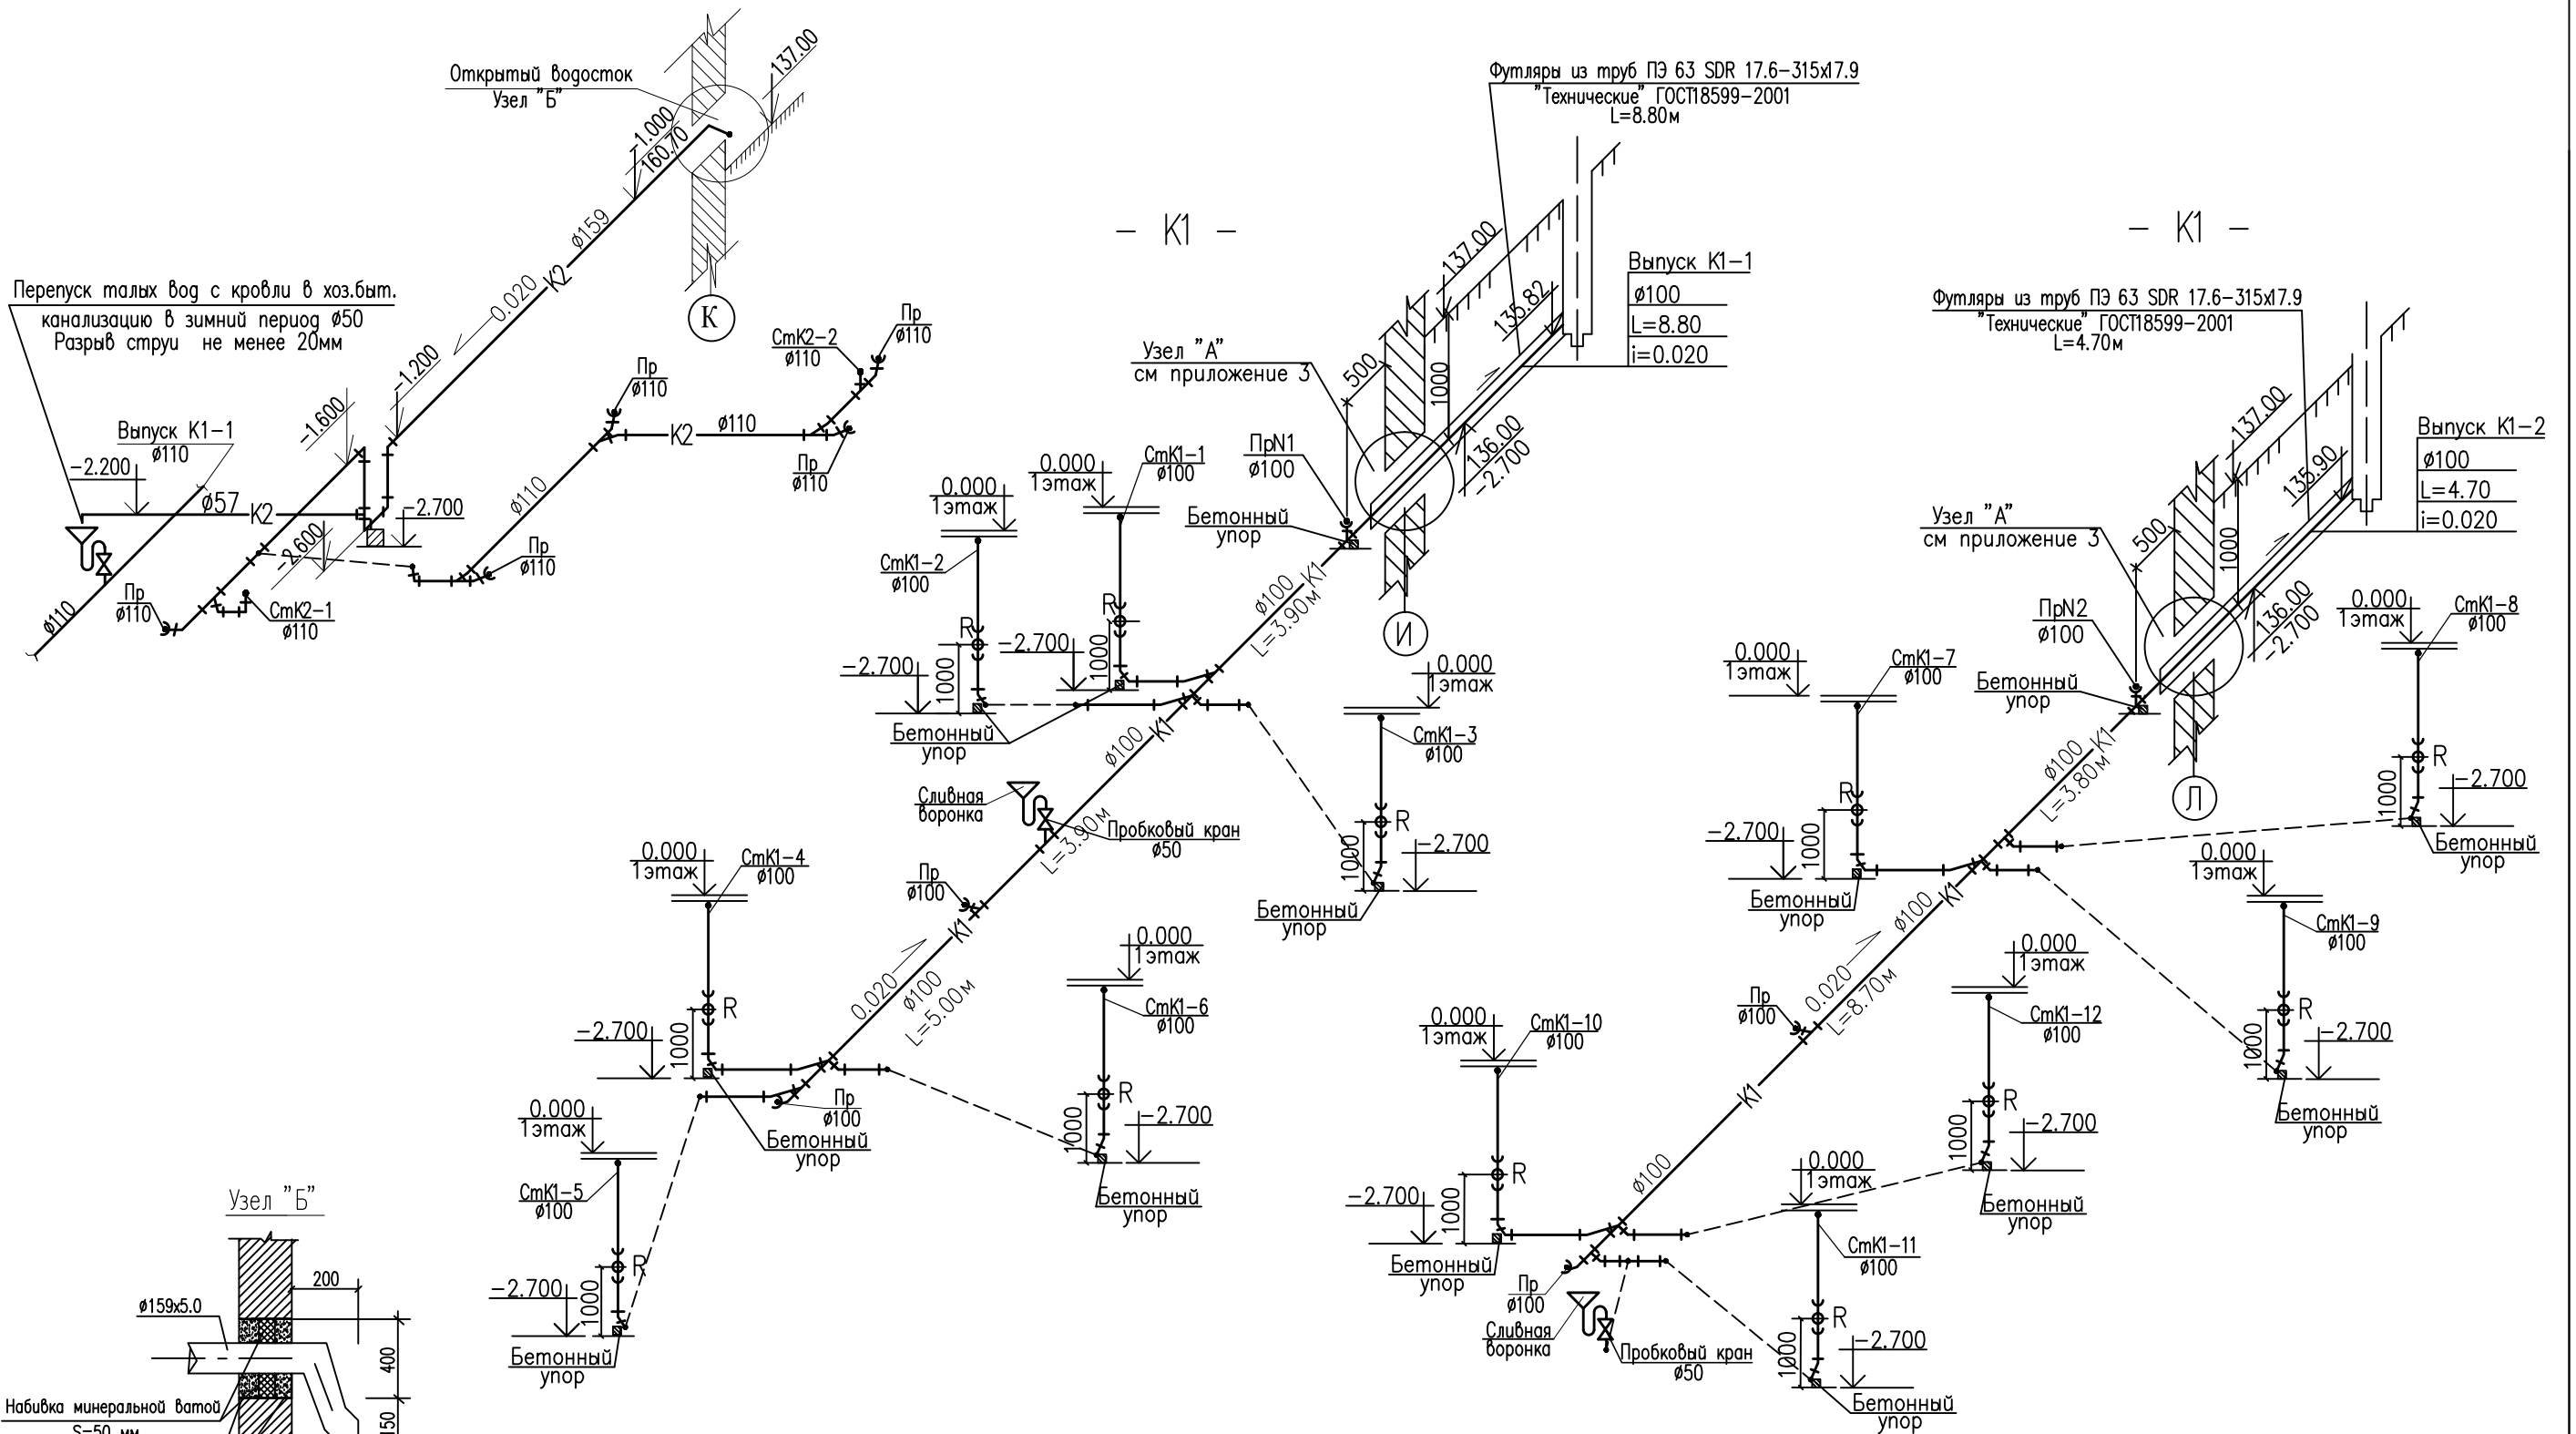 Открытый водосток
Узел "Б"
137.00
-1.000
160.70
ø159
0.020
К2
К
Перепуск талых вод с кровли в хоз.быт.
канализацию в зимний период ø50
Разрыв струи не менее 20мм
-1.200
-1.600
Выпуск К1-1
ø110
-2.200
ø57
К2
-2.700
-2.600
ø110
Пр
ø110
СтК2-1
ø110
Пр
ø110
ø110
Пр
ø110
К2
ø110
СтК2-2
ø110
Пр
ø110
Пр
ø110
- К1 -
Футляры из труб ПЭ 63 SDR 17.6-315х17.9
"Технические" ГОСТ18599-2001
L=8.80м
137.00
135.82
Выпуск К1-1
ø100
L=8.80
i=0.020
Узел "А"
см приложение 3
500
1000
136.00
-2.700
ПрN1
ø100
Бетонный
упор
И
0.000
1этаж
СтК1-1
ø100
0.000
1этаж
СтК1-2
ø100
R
R
-2.700
1000
-2.700
1000
Бетонный
упор
ø100
К1
L=3.90м
0.000
1этаж
СтК1-3
ø100
R
1000
-2.700
Бетонный
упор
ø100
К1
Сливная
воронка
Пробковый кран
ø50
L=3.90м
Пр
ø100
К1
0.020
ø100
L=5.00м
0.000
1этаж
СтК1-4
ø100
R
-2.700
1000
Пр
ø100
Бетонный
упор
0.000
1этаж
СтК1-5
ø100
R
-2.700
1000
Бетонный
упор
0.000
1этаж
СтК1-6
ø100
R
1000
-2.700
Бетонный
упор
- К1 -
Футляры из труб ПЭ 63 SDR 17.6-315х17.9
"Технические" ГОСТ18599-2001
L=4.70м
137.00
135.90
Выпуск К1-2
ø100
L=4.70
i=0.020
Узел "А"
см приложение 3
500
1000
136.00
-2.700
ПрN2
ø100
Бетонный
упор
Л
0.000
1этаж
СтК1-7
ø100
R
-2.700
1000
Бетонный
упор
0.000
1этаж
СтК1-8
ø100
R
1000
-2.700
Бетонный
упор
ø100
К1
L=3.80м
0.000
1этаж
СтК1-9
ø100
R
1000
-2.700
Бетонный
упор
ø100
К1
0.020
L=8.70м
Пр
ø100
К1
ø100
0.000
1этаж
СтК1-10
ø100
R
-2.700
1000
Бетонный
упор
0.000
1этаж
СтК1-12
ø100
R
1000
-2.700
Бетонный
упор
0.000
1этаж
СтК1-11
ø100
R
1000
-2.700
Бетонный
упор
Пр
ø100
Сливная
воронка
Пробковый кран
ø50
Узел "Б"
200
ø159х5.0
400
150
Набивка минеральной ватой
S=50 мм